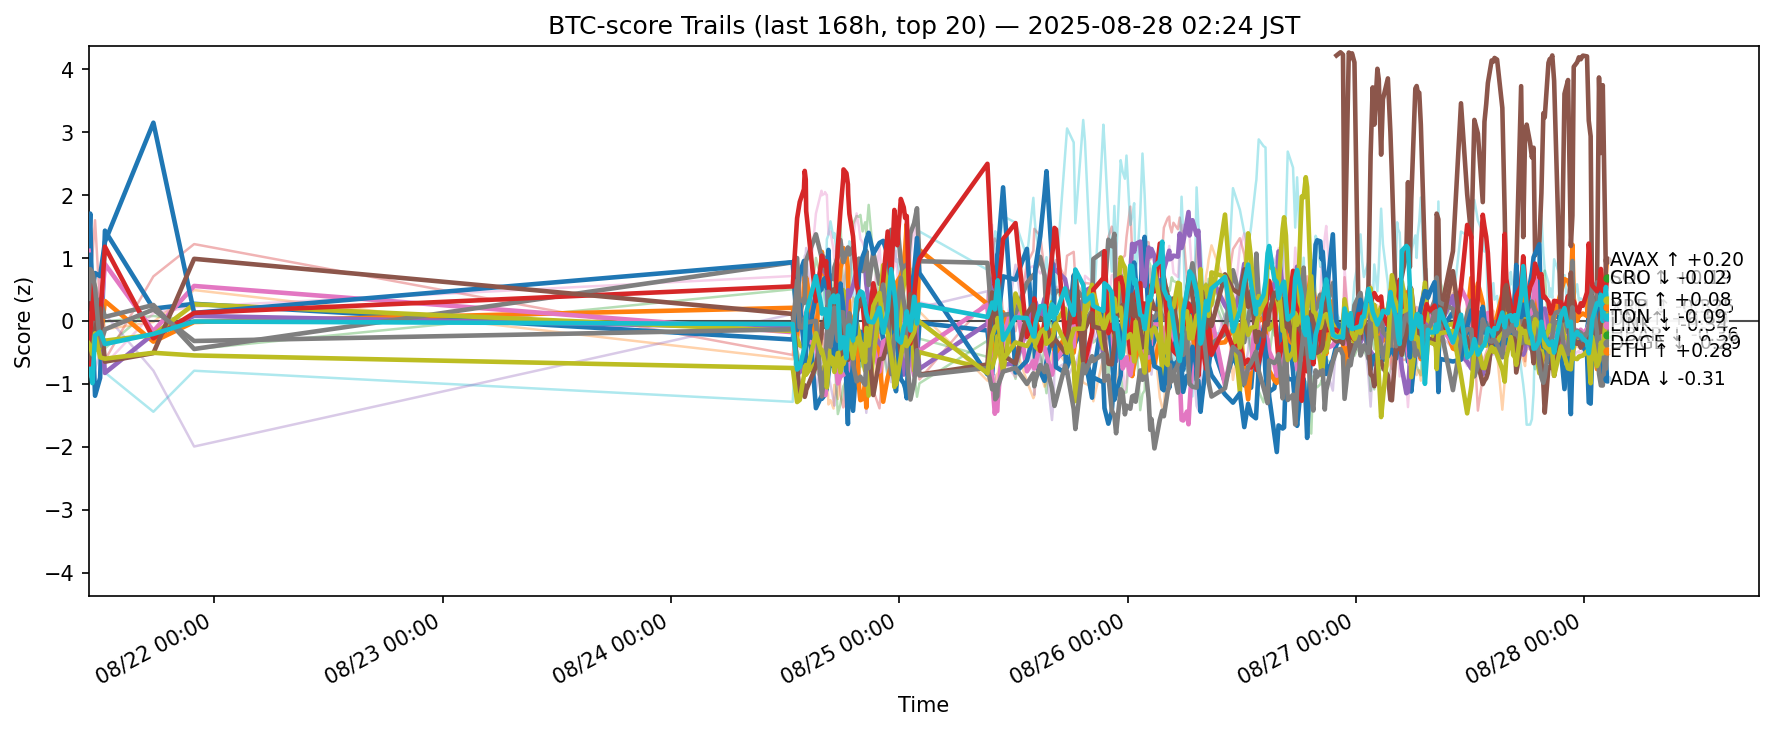 BTC-score Trails (last 168h, top 20) — 2025-08-28 02:24 JST
Score (z)
4
3
2
1
0
−1
−2
−3
−4
AVAX ↑ +0.20
CRO ↓ -0.02
BTC ↑ +0.08
TON ↓ -0.09
ETH ↑ +0.28
ADA ↓ -0.31
08/22 00:00
08/23 00:00
08/24 00:00
08/25 00:00
08/26 00:00
08/27 00:00
08/28 00:00
Time